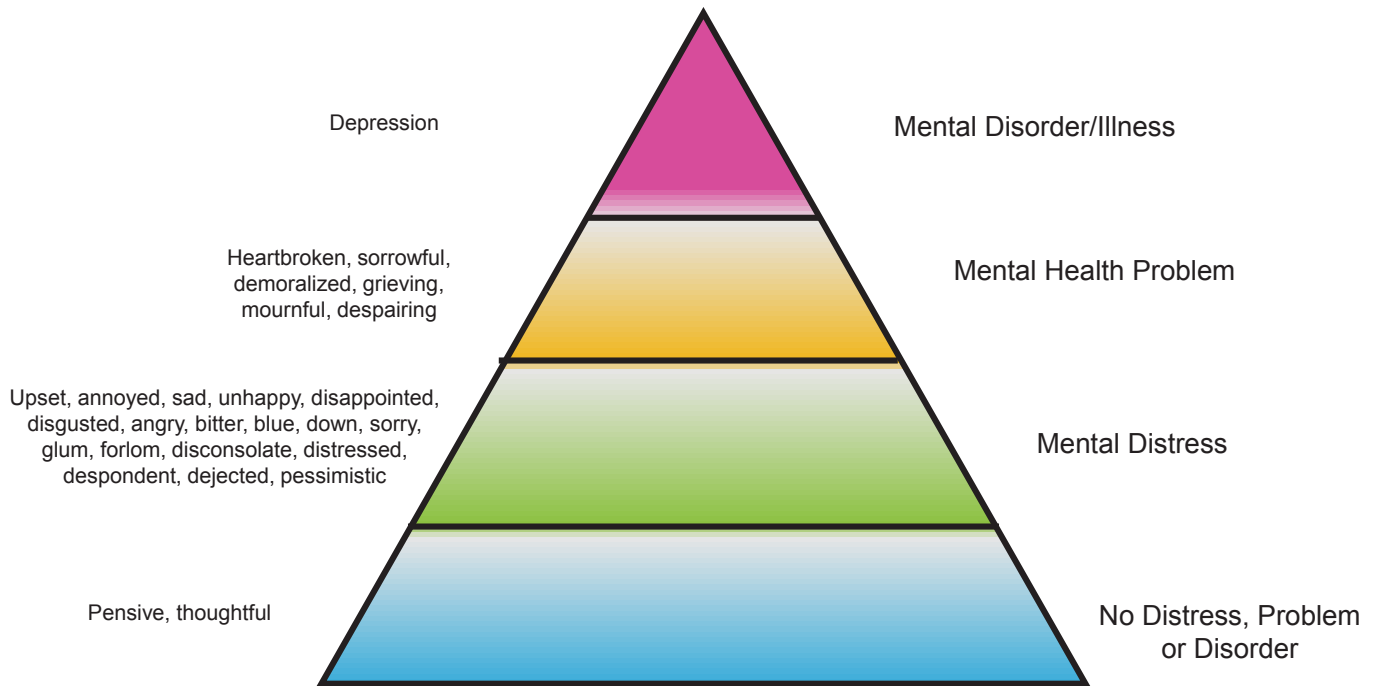 Depression
Mental Disorder/Illness
Heartbroken, sorrowful,
demoralized, grieving,
mournful, despairing
Mental Health Problem
Upset, annoyed, sad, unhappy, disappointed,
disgusted, angry, bitter, blue, down, sorry,
glum, forlom, disconsolate, distressed,
despondent, dejected, pessimistic
Mental Distress
Pensive, thoughtful
No Distress, Problem
or Disorder